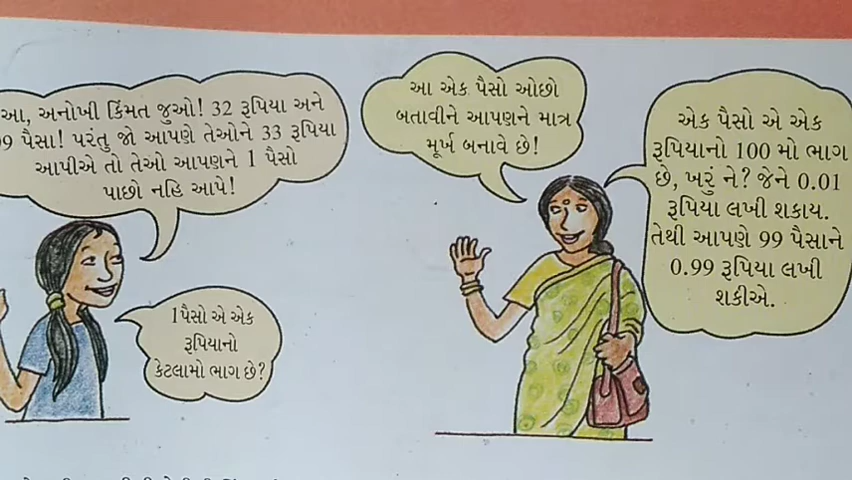 આ, અનોખી કિંમત જુઓ! 32 રૂપિયા અને
99 પૈસા! પરંતુ જો આપણે તેઓને 33 રૂપિયા
આપીએ તો તેઓ આપણને 1 પૈસો
પાછો નહિ આપે!
આ એક પૈસો ઓછો
બતાવીને આપણને માત્ર
મૂર્ખ બનાવે છે!
1પૈસો એ એક
રૂપિયાનો
કેટલામો ભાગ છે?
એક પૈસો એ એક
રૂપિયાનો 100 મો ભાગ
છે, ખરું ને? જેને 0.01
રૂપિયા લખી શકાય.
તેથી આપણે 99 પૈસાને
0.99 રૂપિયા લખી
શકીએ.